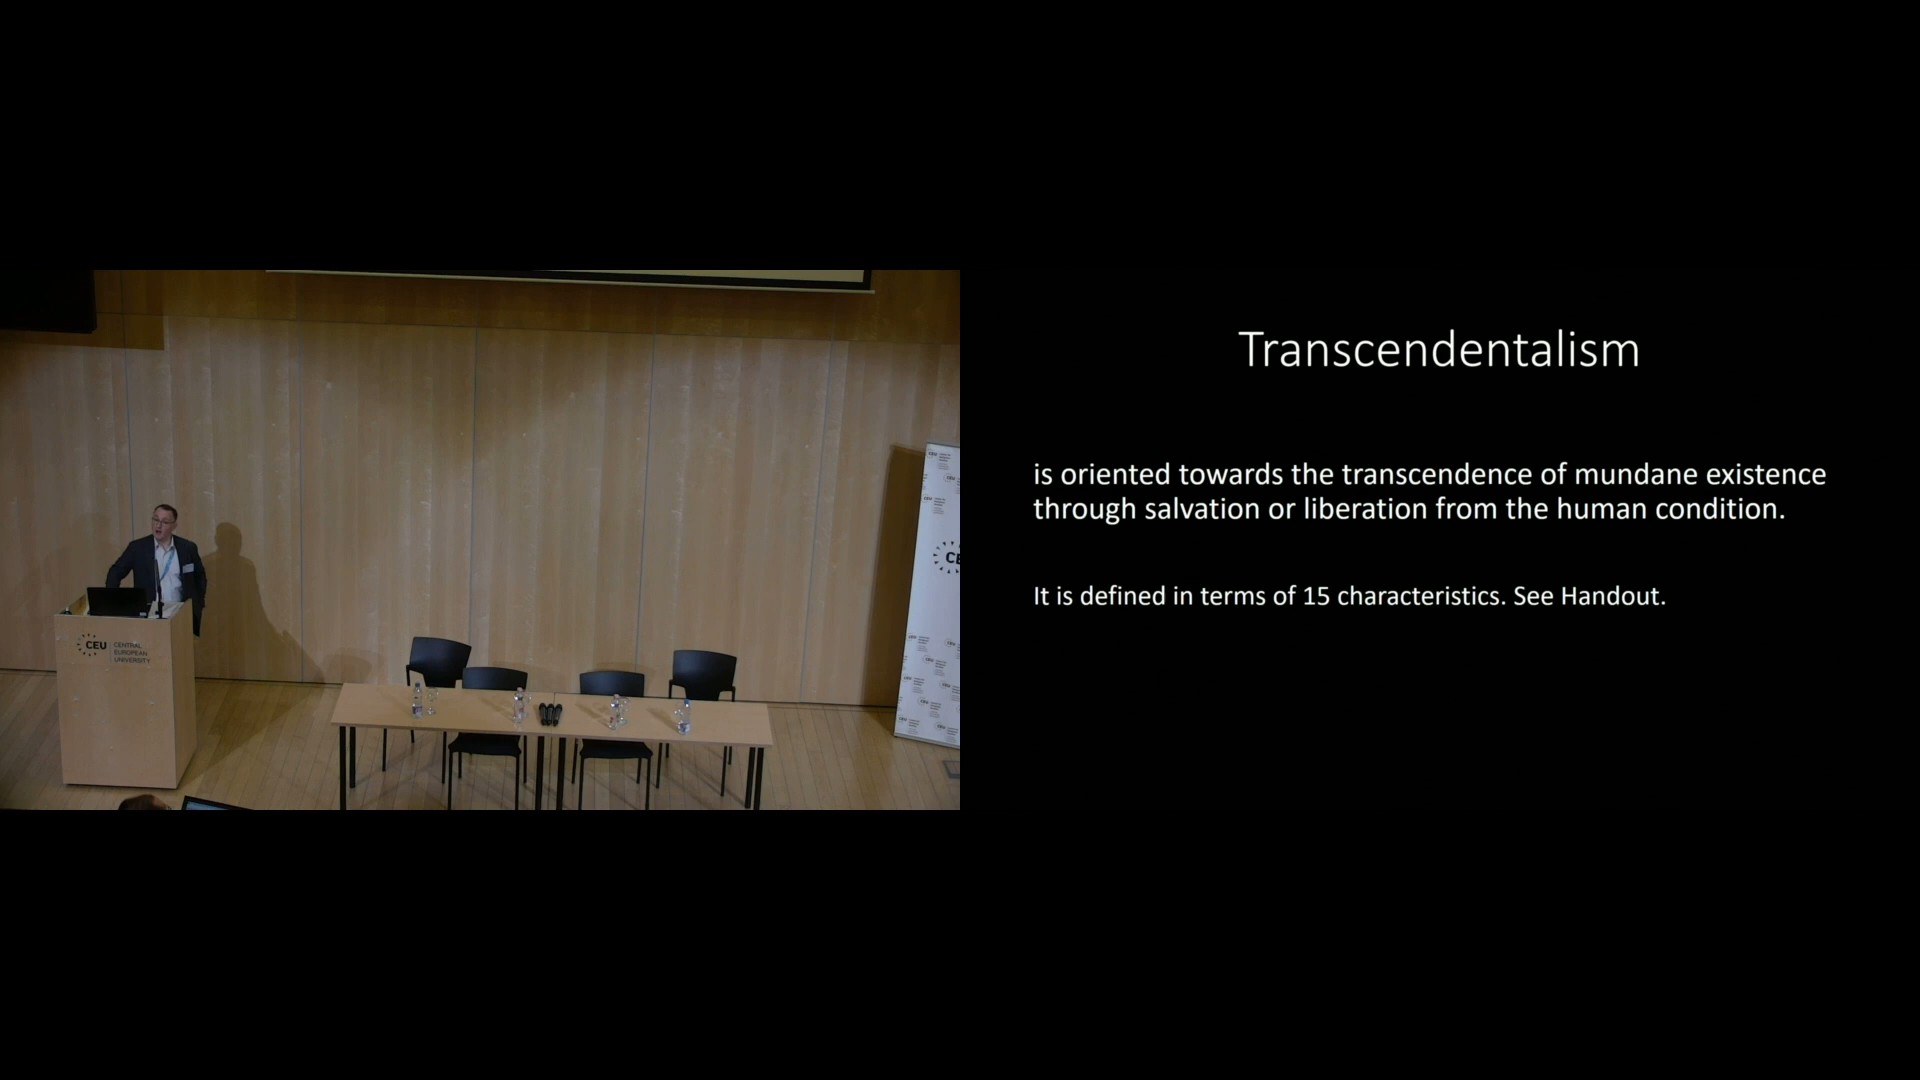 CEU
CENTRAL
EUROPEAN
UNIVERSITY
CE
Transcendentalism
is oriented towards the transcendence of mundane existence
through salvation or liberation from the human condition.
It is defined in terms of 15 characteristics. See Handout.